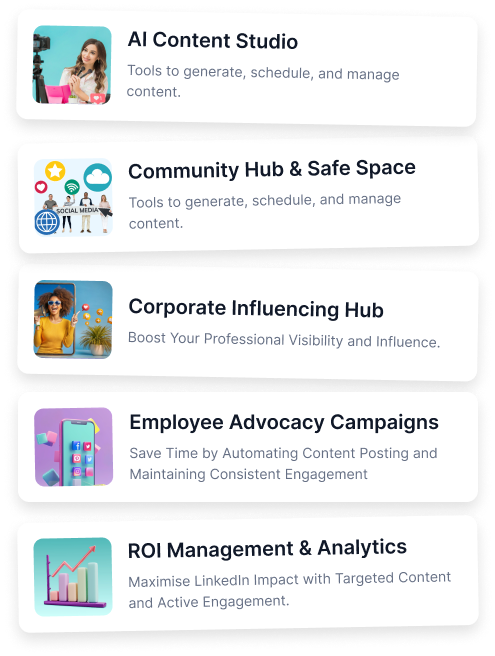 AI Content Studio
Tools to generate, schedule, and manage
content.
SOCIAL MEDIA
Community Hub & Safe Space
Tools to generate, schedule, and manage
content.
Corporate Influencing Hub
Boost Your Professional Visibility and Influence.
Employee Advocacy Campaigns
Save Time by Automating Content Posting and
Maintaining Consistent Engagement
ROI Management & Analytics
Maximise LinkedIn Impact with Targeted Content
and Active Engagement.